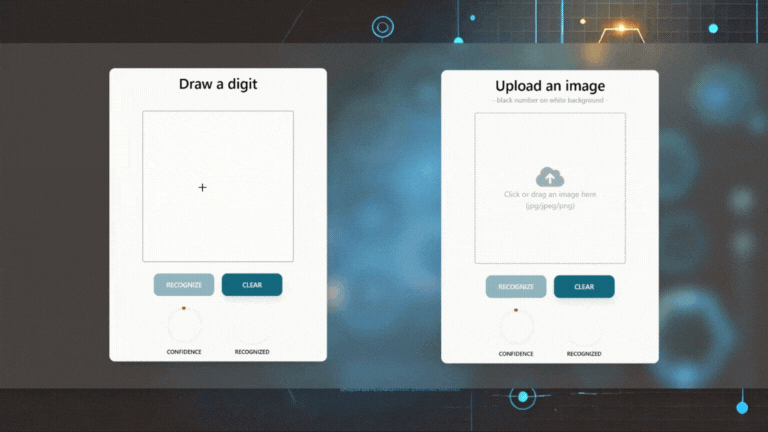 Draw a digit
RECOGNIZE
CLEAR
CONFIDENCE
RECOGNIZED
Upload an image
- black number on white background -
Click or drag an image here
(jpg/jpeg/png)
RECOGNIZE
CLEAR
CONFIDENCE
RECOGNIZED